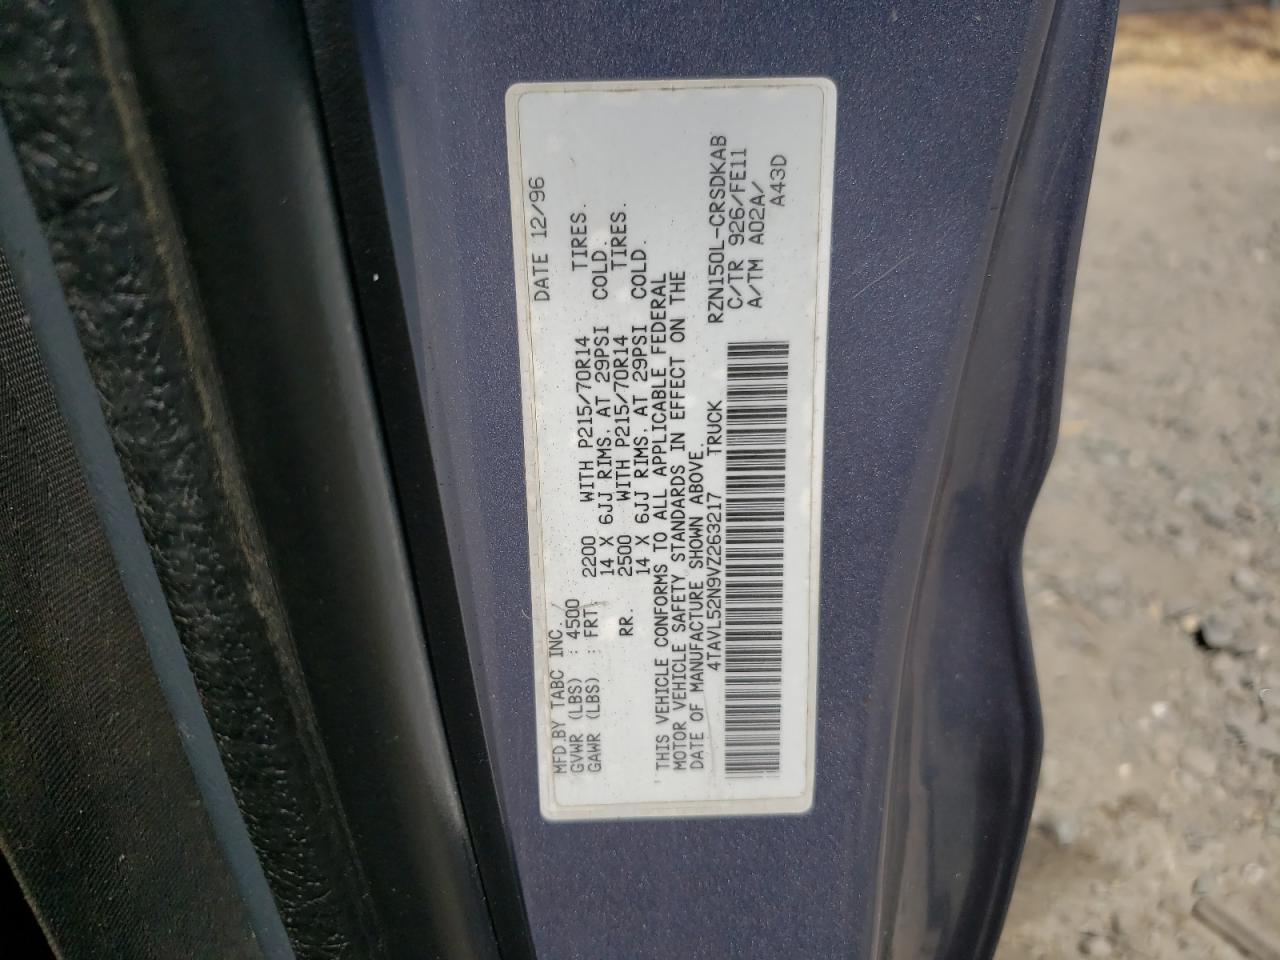 DATE 12/96
MFD.BY TABC INC.
GVWR (LBS) : 4500
GAWR (LBS) : FRT. 2200 WITH P215/70R14 TIRES.
14 X 6JJ RIMS, AT 29PSI COLD.
RR. 2500 WITH P215/70R14 TIRES.
14 X 6JJ RIMS, AT 29PSI COLD.
THIS VEHICLE CONFORMS TO ALL APPLICABLE FEDERAL
MOTOR VEHICLE SAFETY STANDARDS IN EFFECT ON THE
DATE OF MANUFACTURE SHOWN ABOVE.
4TAVL52N9VZ263217 TRUCK
RZN150L-CRSDKAB
C/TR 926/FE11
A/TM A02A/
A43D